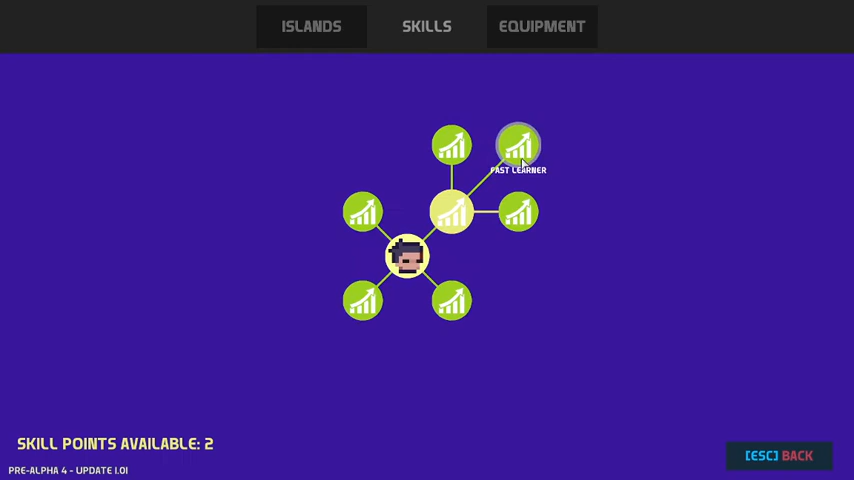 ISLANDS
SKILLS
EQUIPMENT
FAST LEARNER
SKILL POINTS AVAILABLE: 2
PRE-ALPHA 4 - UPDATE 1.01
[ESC] BACK